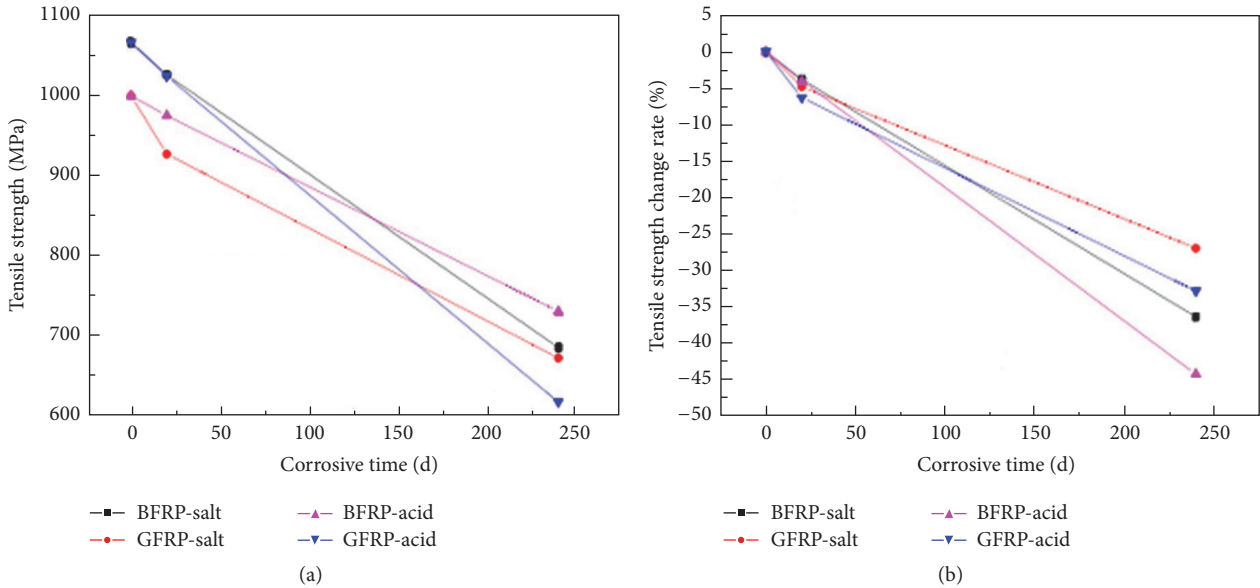 1100
1000
900
800
700
600
Tensile strength (MPa)
0 50 100 150 200 250
Corrosive time (d)
BFRP-salt BFRP-acid
GFRP-salt GFRP-acid
(a)
5
0
−5
−10
−15
−20
−25
−30
−35
−40
−45
−50
Tensile strength change rate (%)
0 50 100 150 200 250
Corrosive time (d)
BFRP-salt BFRP-acid
GFRP-salt GFRP-acid
(b)